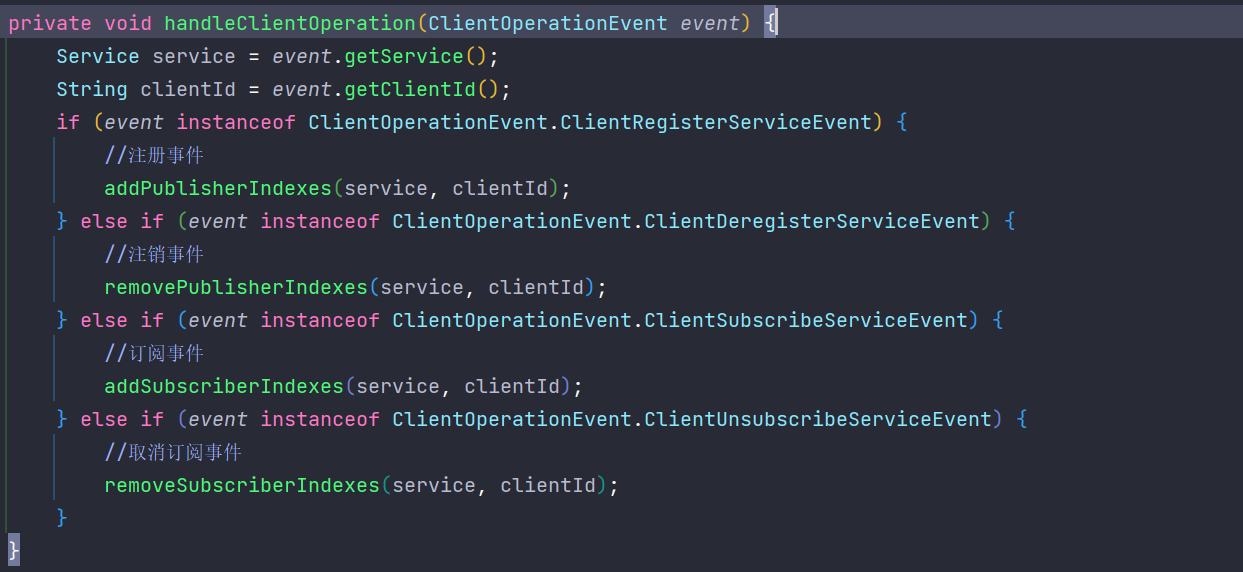 private void handleClientOperation(ClientOperationEvent event) {
    Service service = event.getService();
    String clientId = event.getClientId();
    if (event instanceof ClientOperationEvent.ClientRegisterServiceEvent) {
        //注册事件
        addPublisherIndexes(service, clientId);
    } else if (event instanceof ClientOperationEvent.ClientDeregisterServiceEvent) {
        //注销事件
        removePublisherIndexes(service, clientId);
    } else if (event instanceof ClientOperationEvent.ClientSubscribeServiceEvent) {
        //订阅事件
        addSubscriberIndexes(service, clientId);
    } else if (event instanceof ClientOperationEvent.ClientUnsubscribeServiceEvent) {
        //取消订阅事件
        removeSubscriberIndexes(service, clientId);
    }
}